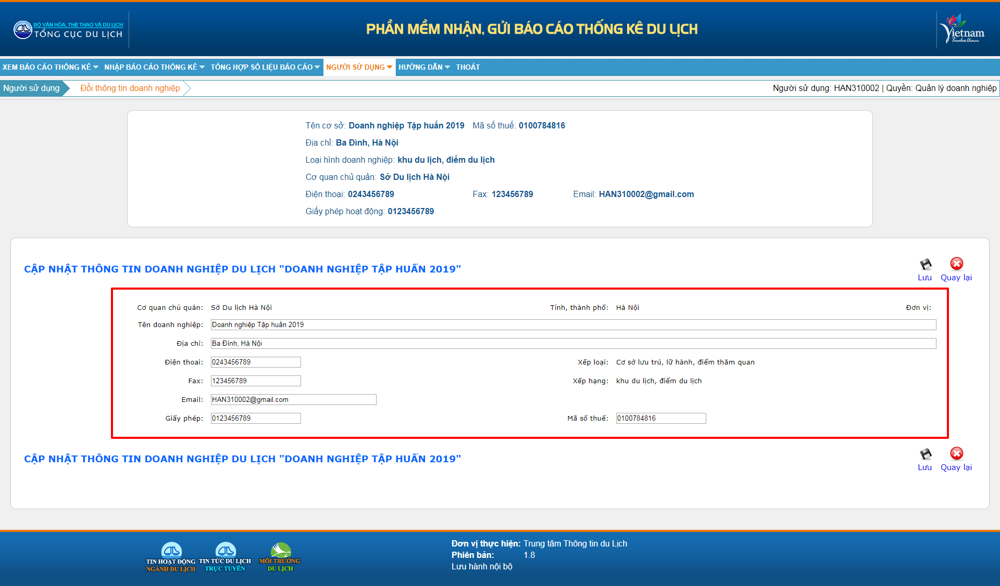 BỘ VĂN HÓA, THỂ THAO VÀ DU LỊCH
TỔNG CỤC DU LỊCH
PHẦN MỀM NHẬN, GỬI BÁO CÁO THỐNG KÊ DU LỊCH
Vietnam
Timeless Charm
XEM BÁO CÁO THỐNG KÊ NHẬP BÁO CÁO THỐNG KÊ TỔNG HỢP SỐ LIỆU BÁO CÁO NGƯỜI SỬ DỤNG HƯỚNG DẪN THOÁT
Người sử dụng Đổi thông tin doanh nghiệp Người sử dụng: HAN310002 | Quyền: Quản lý doanh nghiệp
Tên cơ sở: Doanh nghiệp Tập huấn 2019 Mã số thuế: 0100784816
Địa chỉ: Ba Đình, Hà Nội
Loại hình doanh nghiệp: khu du lịch, điểm du lịch
Cơ quan chủ quản: Sở Du lịch Hà Nội
Điện thoại: 0243456789 Fax: 123456789 Email: HAN310002@gmail.com
Giấy phép hoạt động: 0123456789
CẬP NHẬT THÔNG TIN DOANH NGHIỆP DU LỊCH "DOANH NGHIỆP TẬP HUẤN 2019"
Lưu Quay lại
Cơ quan chủ quản: Sở Du lịch Hà Nội Tỉnh, thành phố: Hà Nội Đơn vị:
Tên doanh nghiệp: Doanh nghiệp Tập huấn 2019
Địa chỉ: Ba Đình, Hà Nội
Điện thoai: 0243456789 Xếp loại: Cơ sở lưu trú, lữ hành, điểm thăm quan
Fax: 123456789 Xếp hạng: khu du lịch, điểm du lịch
Email: HAN310002@gmail.com
Giấy phép: 0123456789 Mã số thuế: 0100784816
CẬP NHẬT THÔNG TIN DOANH NGHIỆP DU LỊCH "DOANH NGHIỆP TẬP HUẤN 2019"
Lưu Quay lại
TIN HOẠT ĐỘNG
NGÀNH DU LỊCH
TIN TỨC DU LỊCH
TRỰC TUYẾN
MÔI TRƯỜNG
DU LỊCH
Đơn vị thực hiện: Trung tâm Thông tin du Lịch
Phiên bản: 1.8
Lưu hành nội bộ